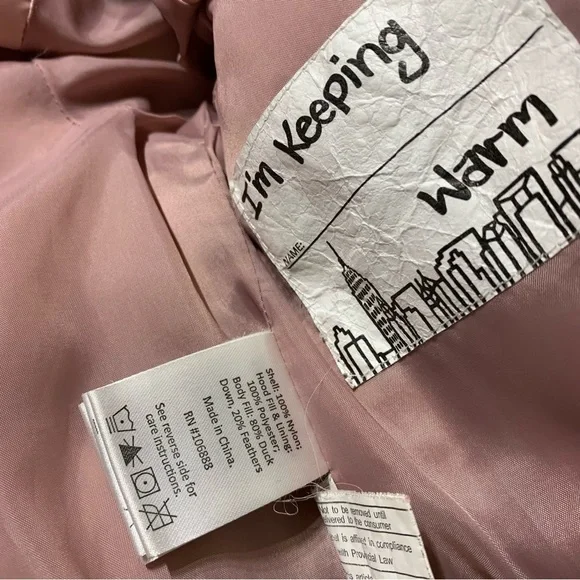 I'm Keeping
NAME:
Warm
Shell: 100% Nylon;
Hood Fill & Lining:
100% Polyester;
Body Fill: 80% Duck
Down, 20% Feathers
Made in China.
RN #106888
See reverse side for
care instructions.
Not to be removed until
delivered to the consumer
is affixed in compliance
with Provincial Law